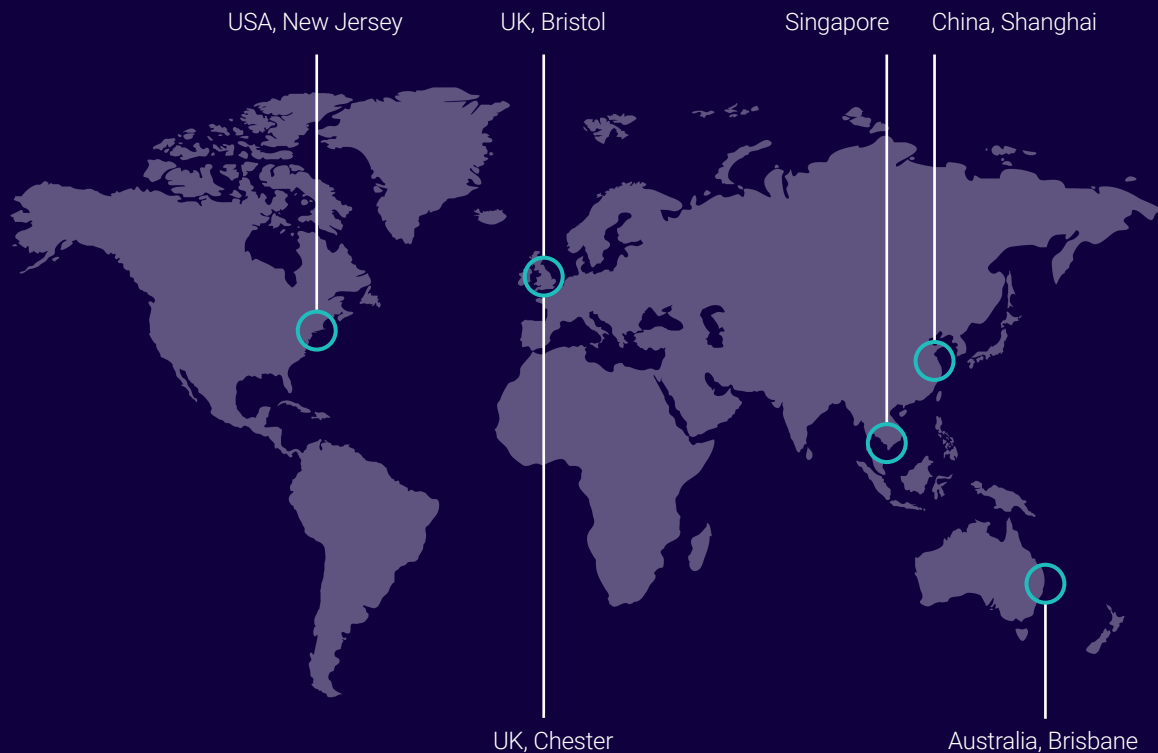 USA, New Jersey
UK, Bristol
Singapore
China, Shanghai
UK, Chester
Australia, Brisbane